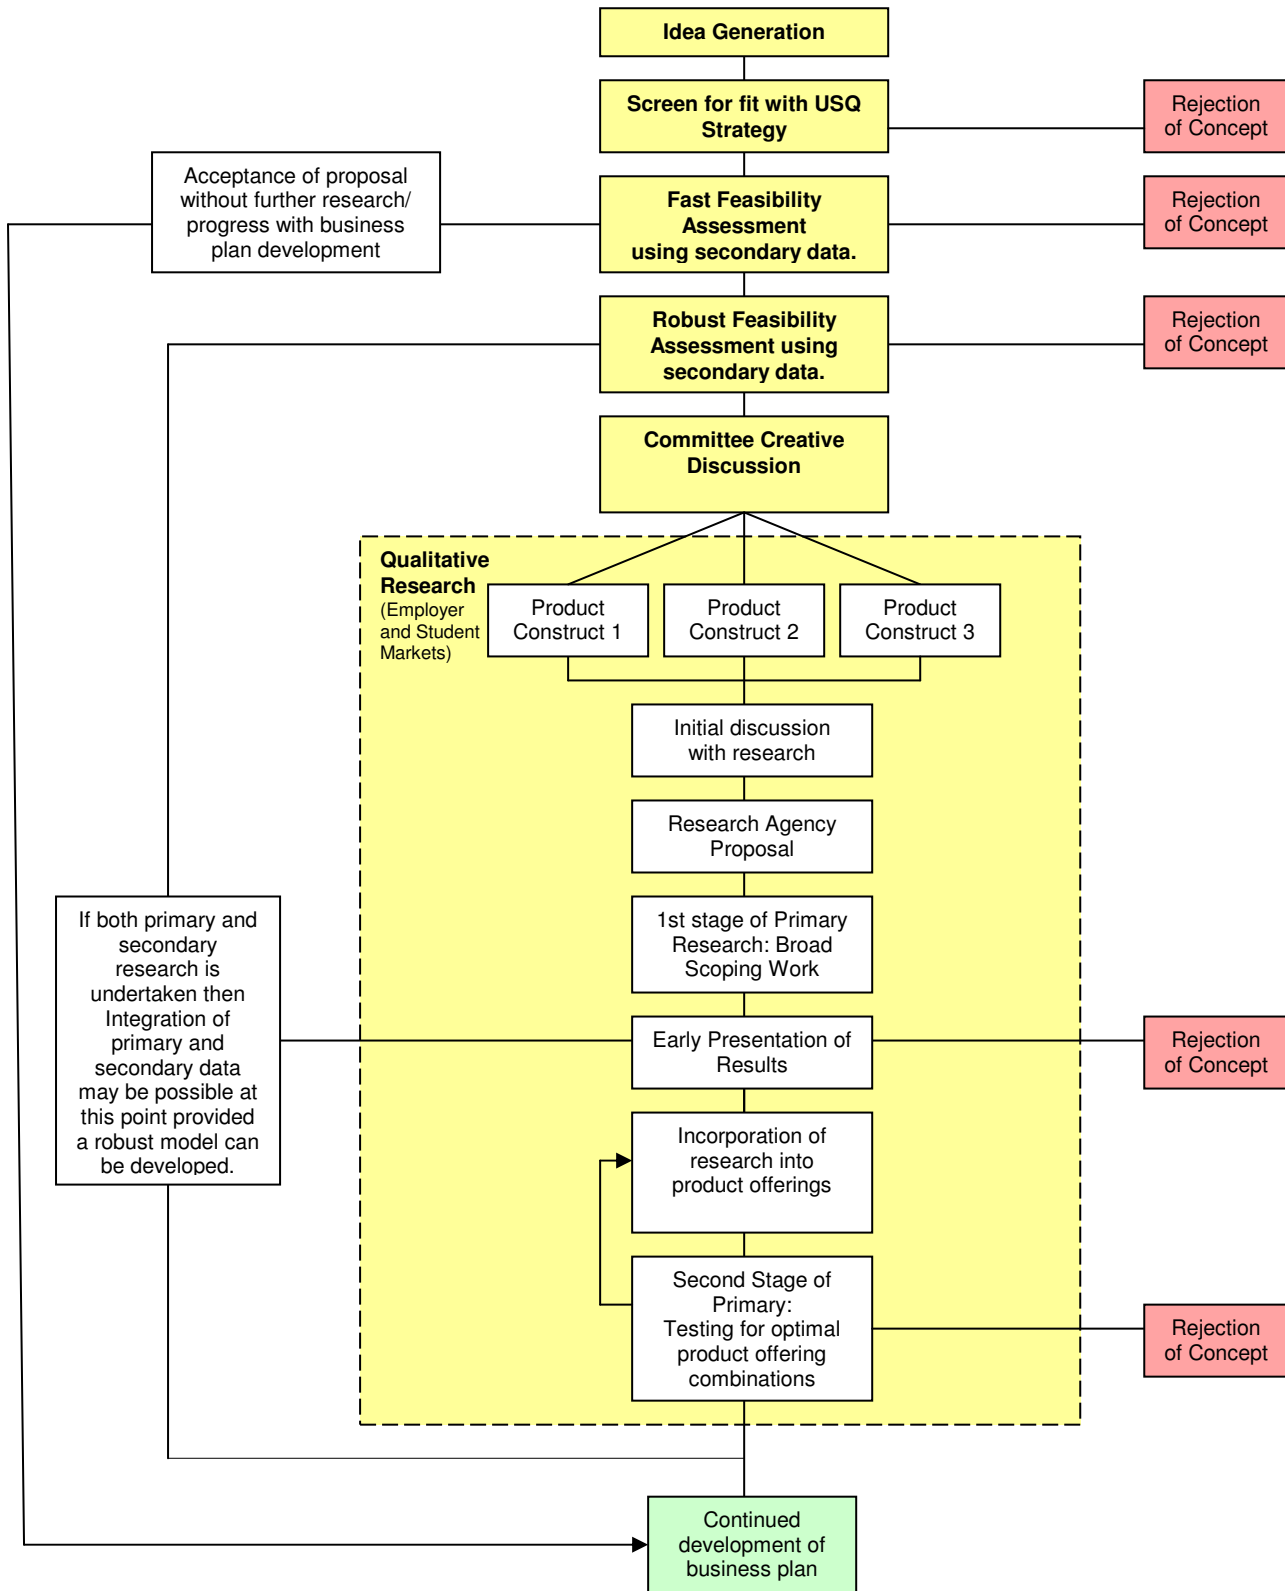 Idea Generation
Screen for fit with USQ
Strategy
Rejection
of Concept
Acceptance of proposal
without further research/
progress with business
plan development
Fast Feasibility
Assessment
using secondary data.
Rejection
of Concept
Robust Feasibility
Assessment using
secondary data.
Rejection
of Concept
Committee Creative
Discussion
Qualitative
Research
(Employer
and Student
Markets)
Product
Construct 1
Product
Construct 2
Product
Construct 3
Initial discussion
with research
Research Agency
Proposal
1st stage of Primary
Research: Broad
Scoping Work
If both primary and
secondary
research is
undertaken then
Integration of
primary and
secondary data
may be possible at
this point provided
a robust model can
be developed.
Early Presentation of
Results
Rejection
of Concept
Incorporation of
research into
product offerings
Second Stage of
Primary:
Testing for optimal
product offering
combinations
Rejection
of Concept
Continued
development of
business plan